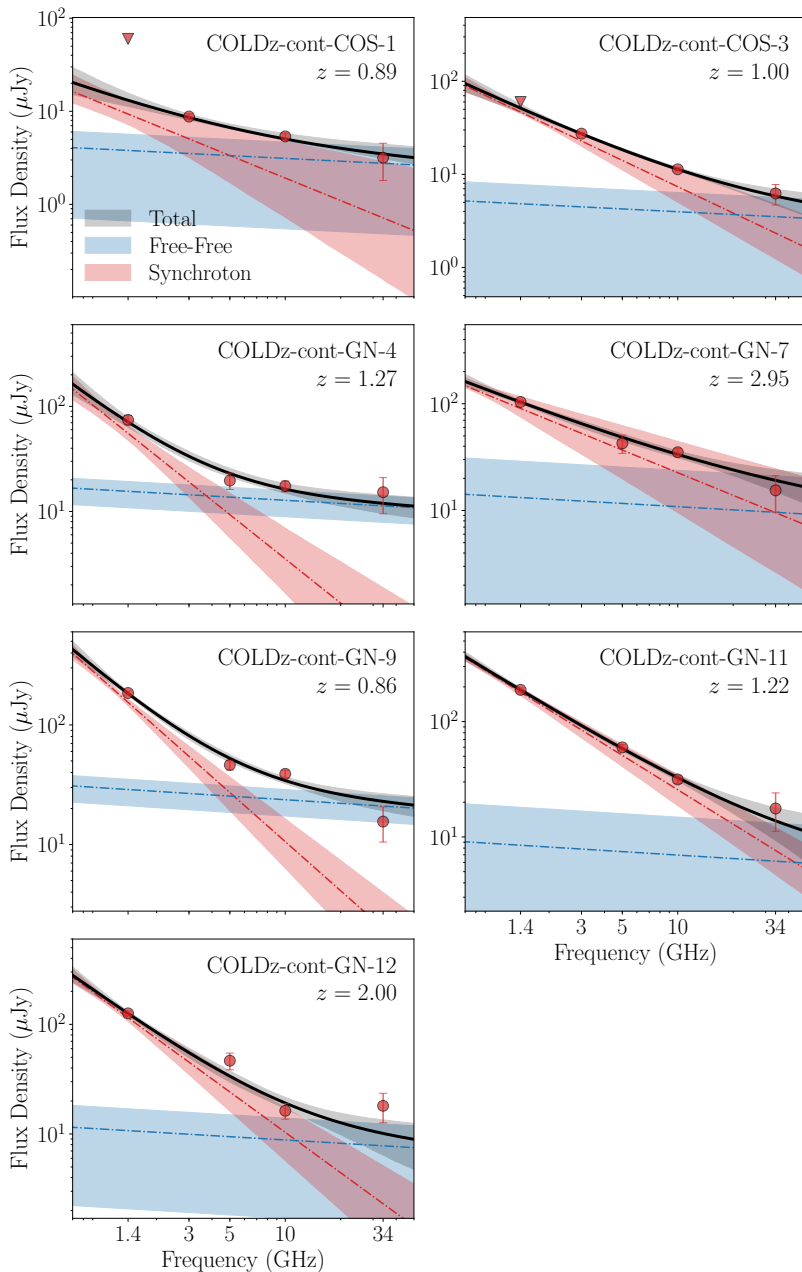 COLDz-cont-COS-1
z = 0.89
Flux Density (μJy)
10²
10¹
10⁰
Total
Free-Free
Synchroton
COLDz-cont-COS-3
z = 1.00
10²
10¹
10⁰
COLDz-cont-GN-4
z = 1.27
Flux Density (μJy)
10²
10¹
COLDz-cont-GN-7
z = 2.95
10²
10¹
COLDz-cont-GN-9
z = 0.86
Flux Density (μJy)
10²
10¹
COLDz-cont-GN-11
z = 1.22
10²
10¹
1.4 3 5 10 34
Frequency (GHz)
COLDz-cont-GN-12
z = 2.00
Flux Density (μJy)
10²
10¹
1.4 3 5 10 34
Frequency (GHz)